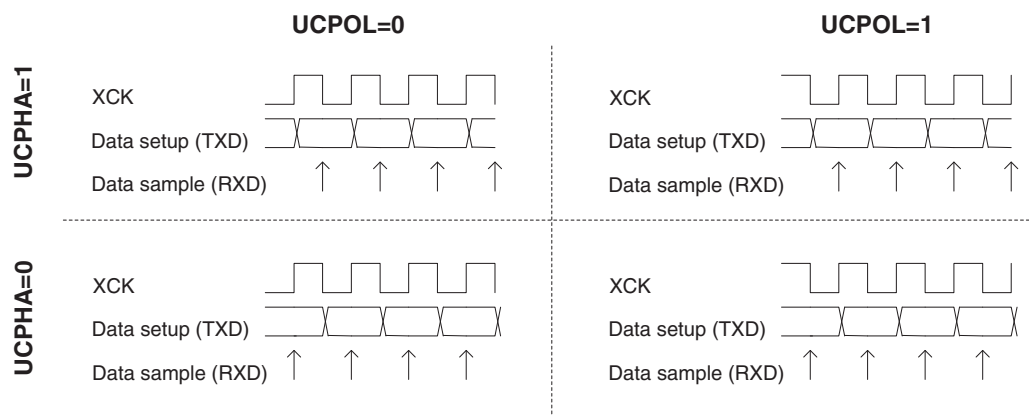 UCPOL=0
UCPOL=1
UCPHA=1
XCK
Data setup (TXD)
Data sample (RXD)
XCK
Data setup (TXD)
Data sample (RXD)
UCPHA=0
XCK
Data setup (TXD)
Data sample (RXD)
XCK
Data setup (TXD)
Data sample (RXD)